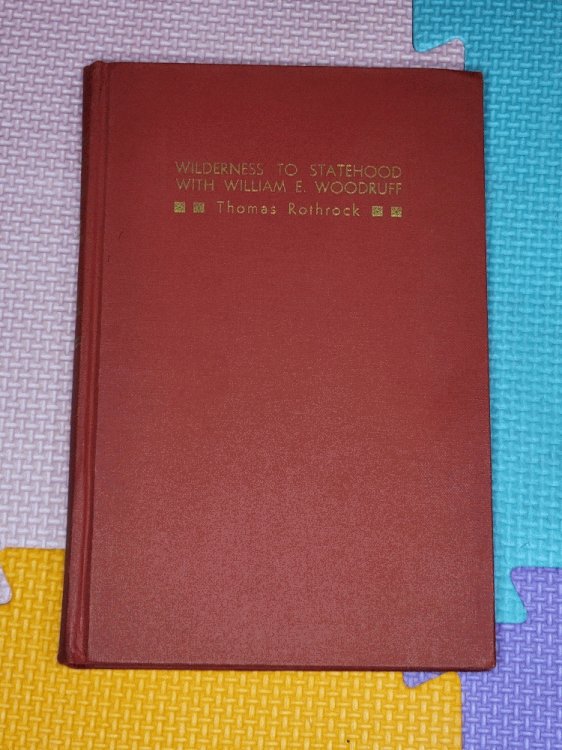 WILDERNESS TO STATEHOOD
WITH WILLIAM E. WOODRUFF
Thomas Rothrock